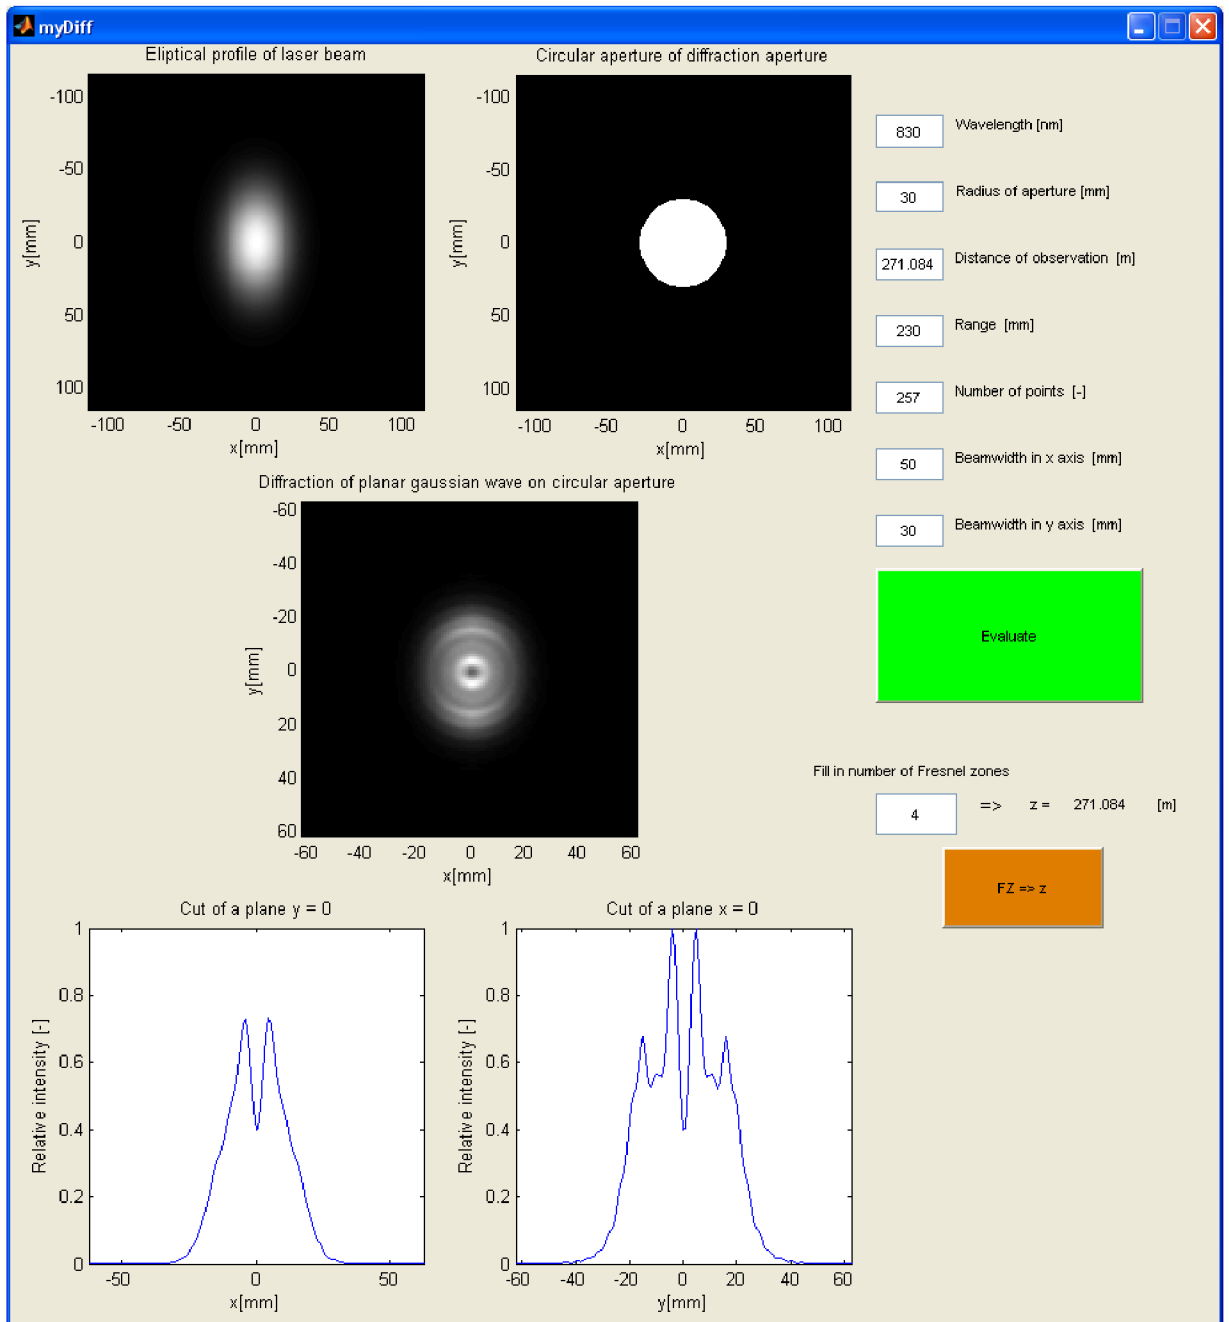 myDiff
Eliptical profile of laser beam
-100
-50
0
50
100
y[mm]
-100 -50 0 50 100
x[mm]
Circular aperture of diffraction aperture
-100
-50
0
50
100
y[mm]
-100 -50 0 50 100
x[mm]
830 Wavelength [nm]
30 Radius of aperture [mm]
271.084 Distance of observation [m]
230 Range [mm]
257 Number of points [-]
50 Beamwidth in x axis [mm]
30 Beamwidth in y axis [mm]
Evaluate
Diffraction of planar gaussian wave on circular aperture
-60
-40
-20
0
20
40
60
y[mm]
-60 -40 -20 0 20 40 60
x[mm]
Fill in number of Fresnel zones
4 => z = 271.084 [m]
FZ => z
Cut of a plane y = 0
1
0.8
0.6
0.4
0.2
0
Relative intensity [-]
-50 0 50
x[mm]
Cut of a plane x = 0
1
0.8
0.6
0.4
0.2
0
Relative intensity [-]
-60 -40 -20 0 20 40 60
y[mm]